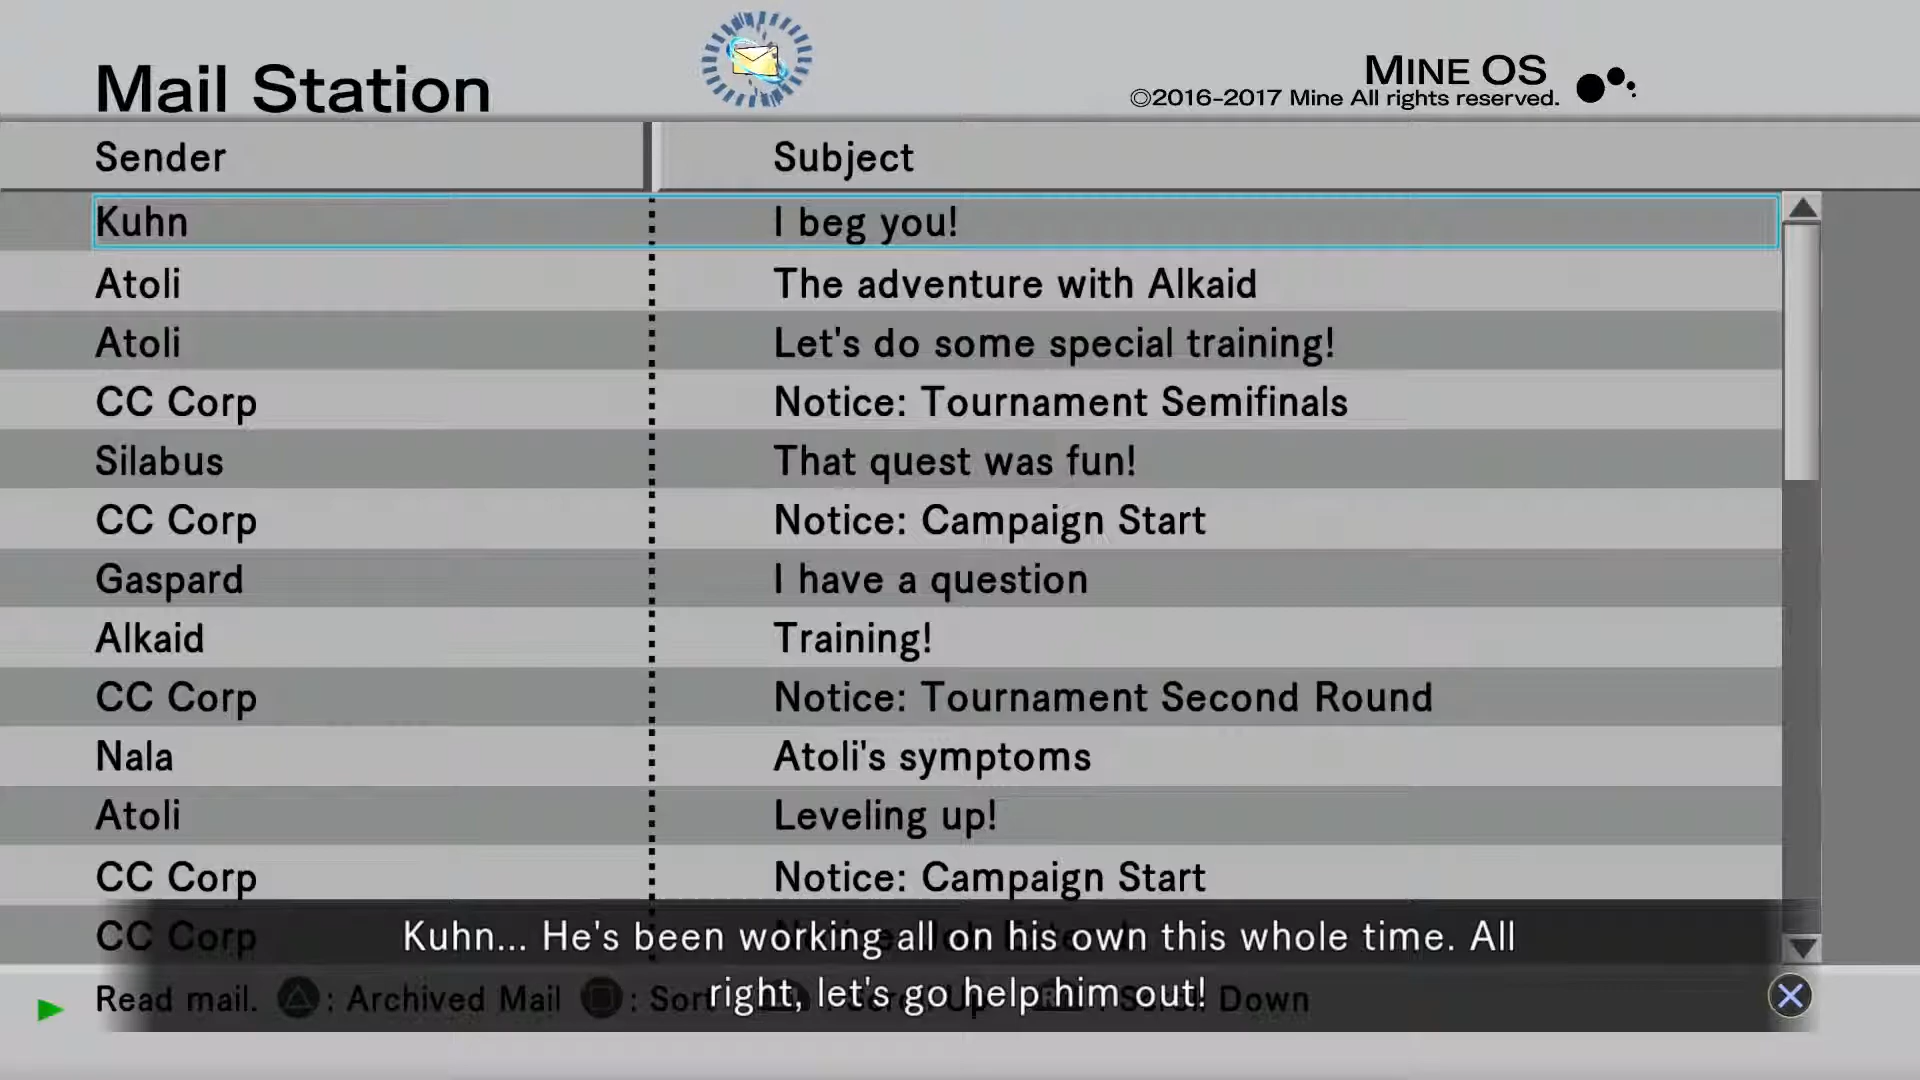 Mail Station
MINE OS
©2016-2017 Mine All rights reserved.
Sender Subject
Kuhn I beg you!
Atoli The adventure with Alkaid
Atoli Let's do some special training!
CC Corp Notice: Tournament Semifinals
Silabus That quest was fun!
CC Corp Notice: Campaign Start
Gaspard I have a question
Alkaid Training!
CC Corp Notice: Tournament Second Round
Nala Atoli's symptoms
Atoli Leveling up!
CC Corp Notice: Campaign Start
CC Corp
Kuhn... He's been working all on his own this whole time. All
right, let's go help him out!
Read mail. : Archived Mail : Sort : Scroll Up : Scroll Down